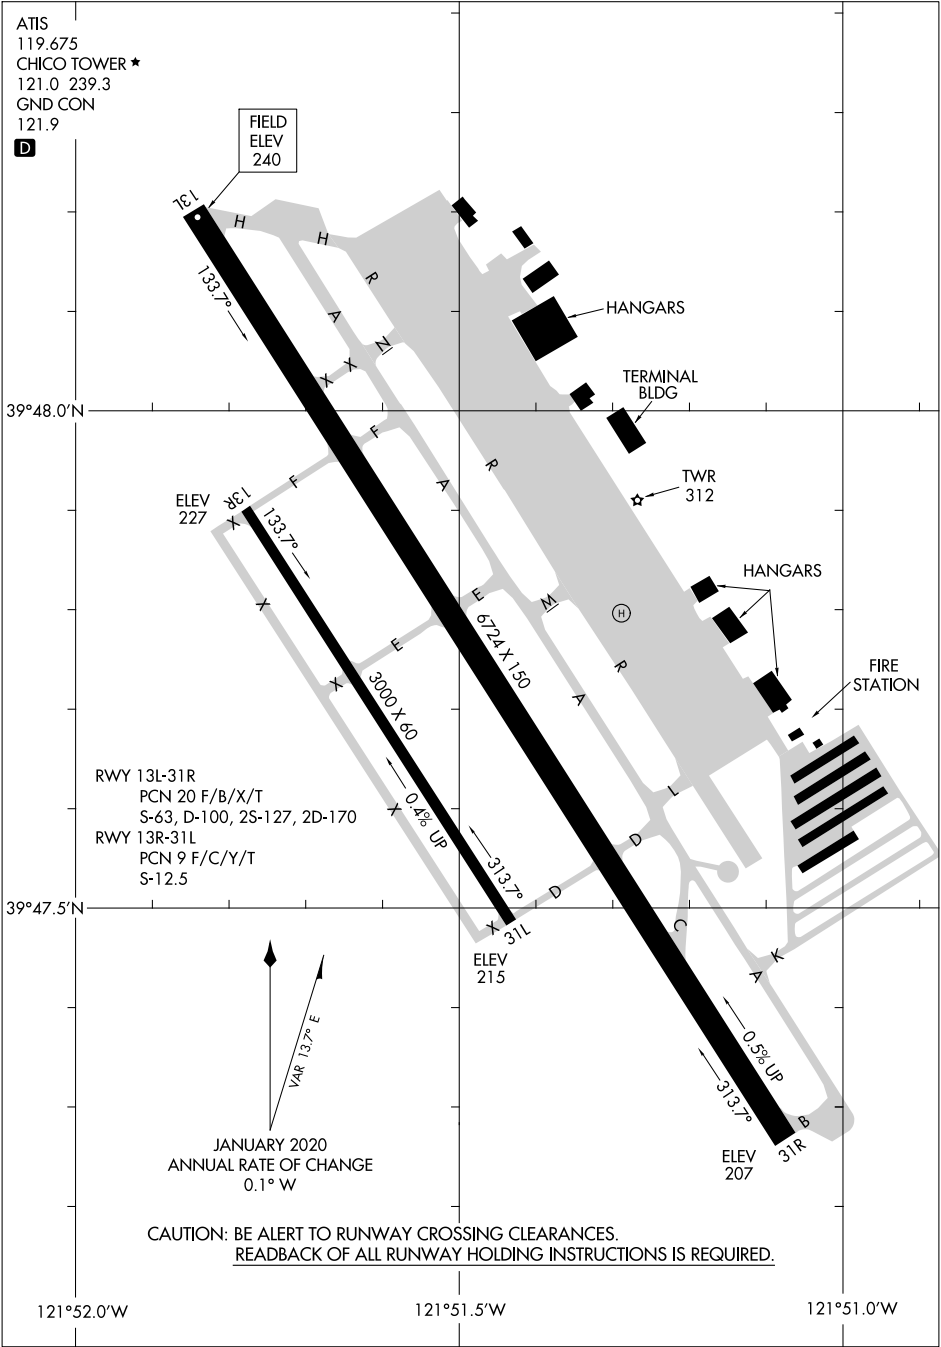 ATIS
119.675
CHICO TOWER ★
121.0 239.3
GND CON
121.9
D
FIELD
ELEV
240
13L
133.7°
H
H
R
A
N
X
X
HANGARS
TERMINAL
BLDG
39°48.0'N
F
F
R
A
TWR
312
ELEV
227
13R
X
133.7°
HANGARS
X
E
M
H
E
6724 X 150
R
FIRE
STATION
X
3000 X 60
A
RWY 13L-31R
PCN 20 F/B/X/T
S-63, D-100, 2S-127, 2D-170
RWY 13R-31L
PCN 9 F/C/Y/T
S-12.5
X
0.4% UP
L
D
313.7°
D
39°47.5'N
X
31L
ELEV
215
C
K
A
VAR 13.7° E
0.5% UP
313.7°
B
31R
ELEV
207
JANUARY 2020
ANNUAL RATE OF CHANGE
0.1° W
CAUTION: BE ALERT TO RUNWAY CROSSING CLEARANCES.
READBACK OF ALL RUNWAY HOLDING INSTRUCTIONS IS REQUIRED.
121°52.0'W
121°51.5'W
121°51.0'W